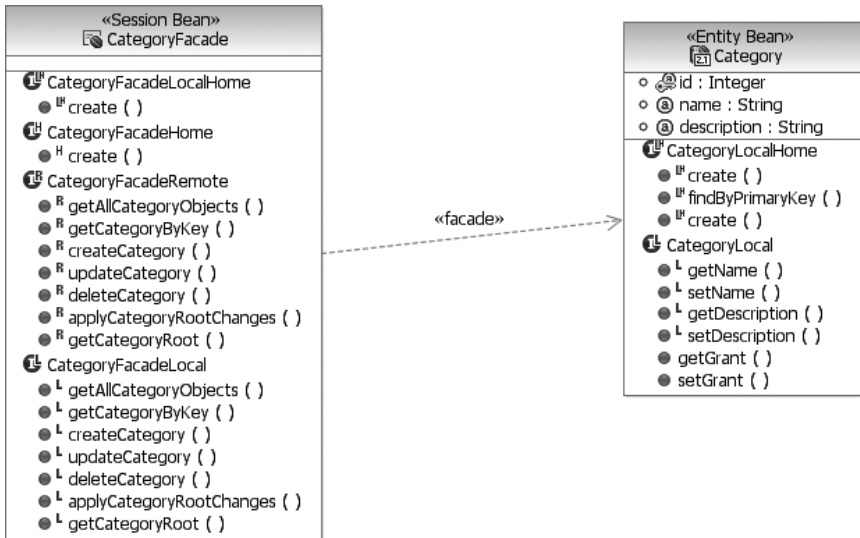 «Session Bean»
CategoryFacade
CategoryFacadeLocalHome
create ( )
CategoryFacadeHome
create ( )
CategoryFacadeRemote
getAllCategoryObjects ( )
getCategoryByKey ( )
createCategory ( )
updateCategory ( )
deleteCategory ( )
applyCategoryRootChanges ( )
getCategoryRoot ( )
CategoryFacadeLocal
getAllCategoryObjects ( )
getCategoryByKey ( )
createCategory ( )
updateCategory ( )
deleteCategory ( )
applyCategoryRootChanges ( )
getCategoryRoot ( )
«facade»
«Entity Bean»
Category
id : Integer
name : String
description : String
CategoryLocalHome
create ( )
findByPrimaryKey ( )
create ( )
CategoryLocal
getName ( )
setName ( )
getDescription ( )
setDescription ( )
getGrant ( )
setGrant ( )